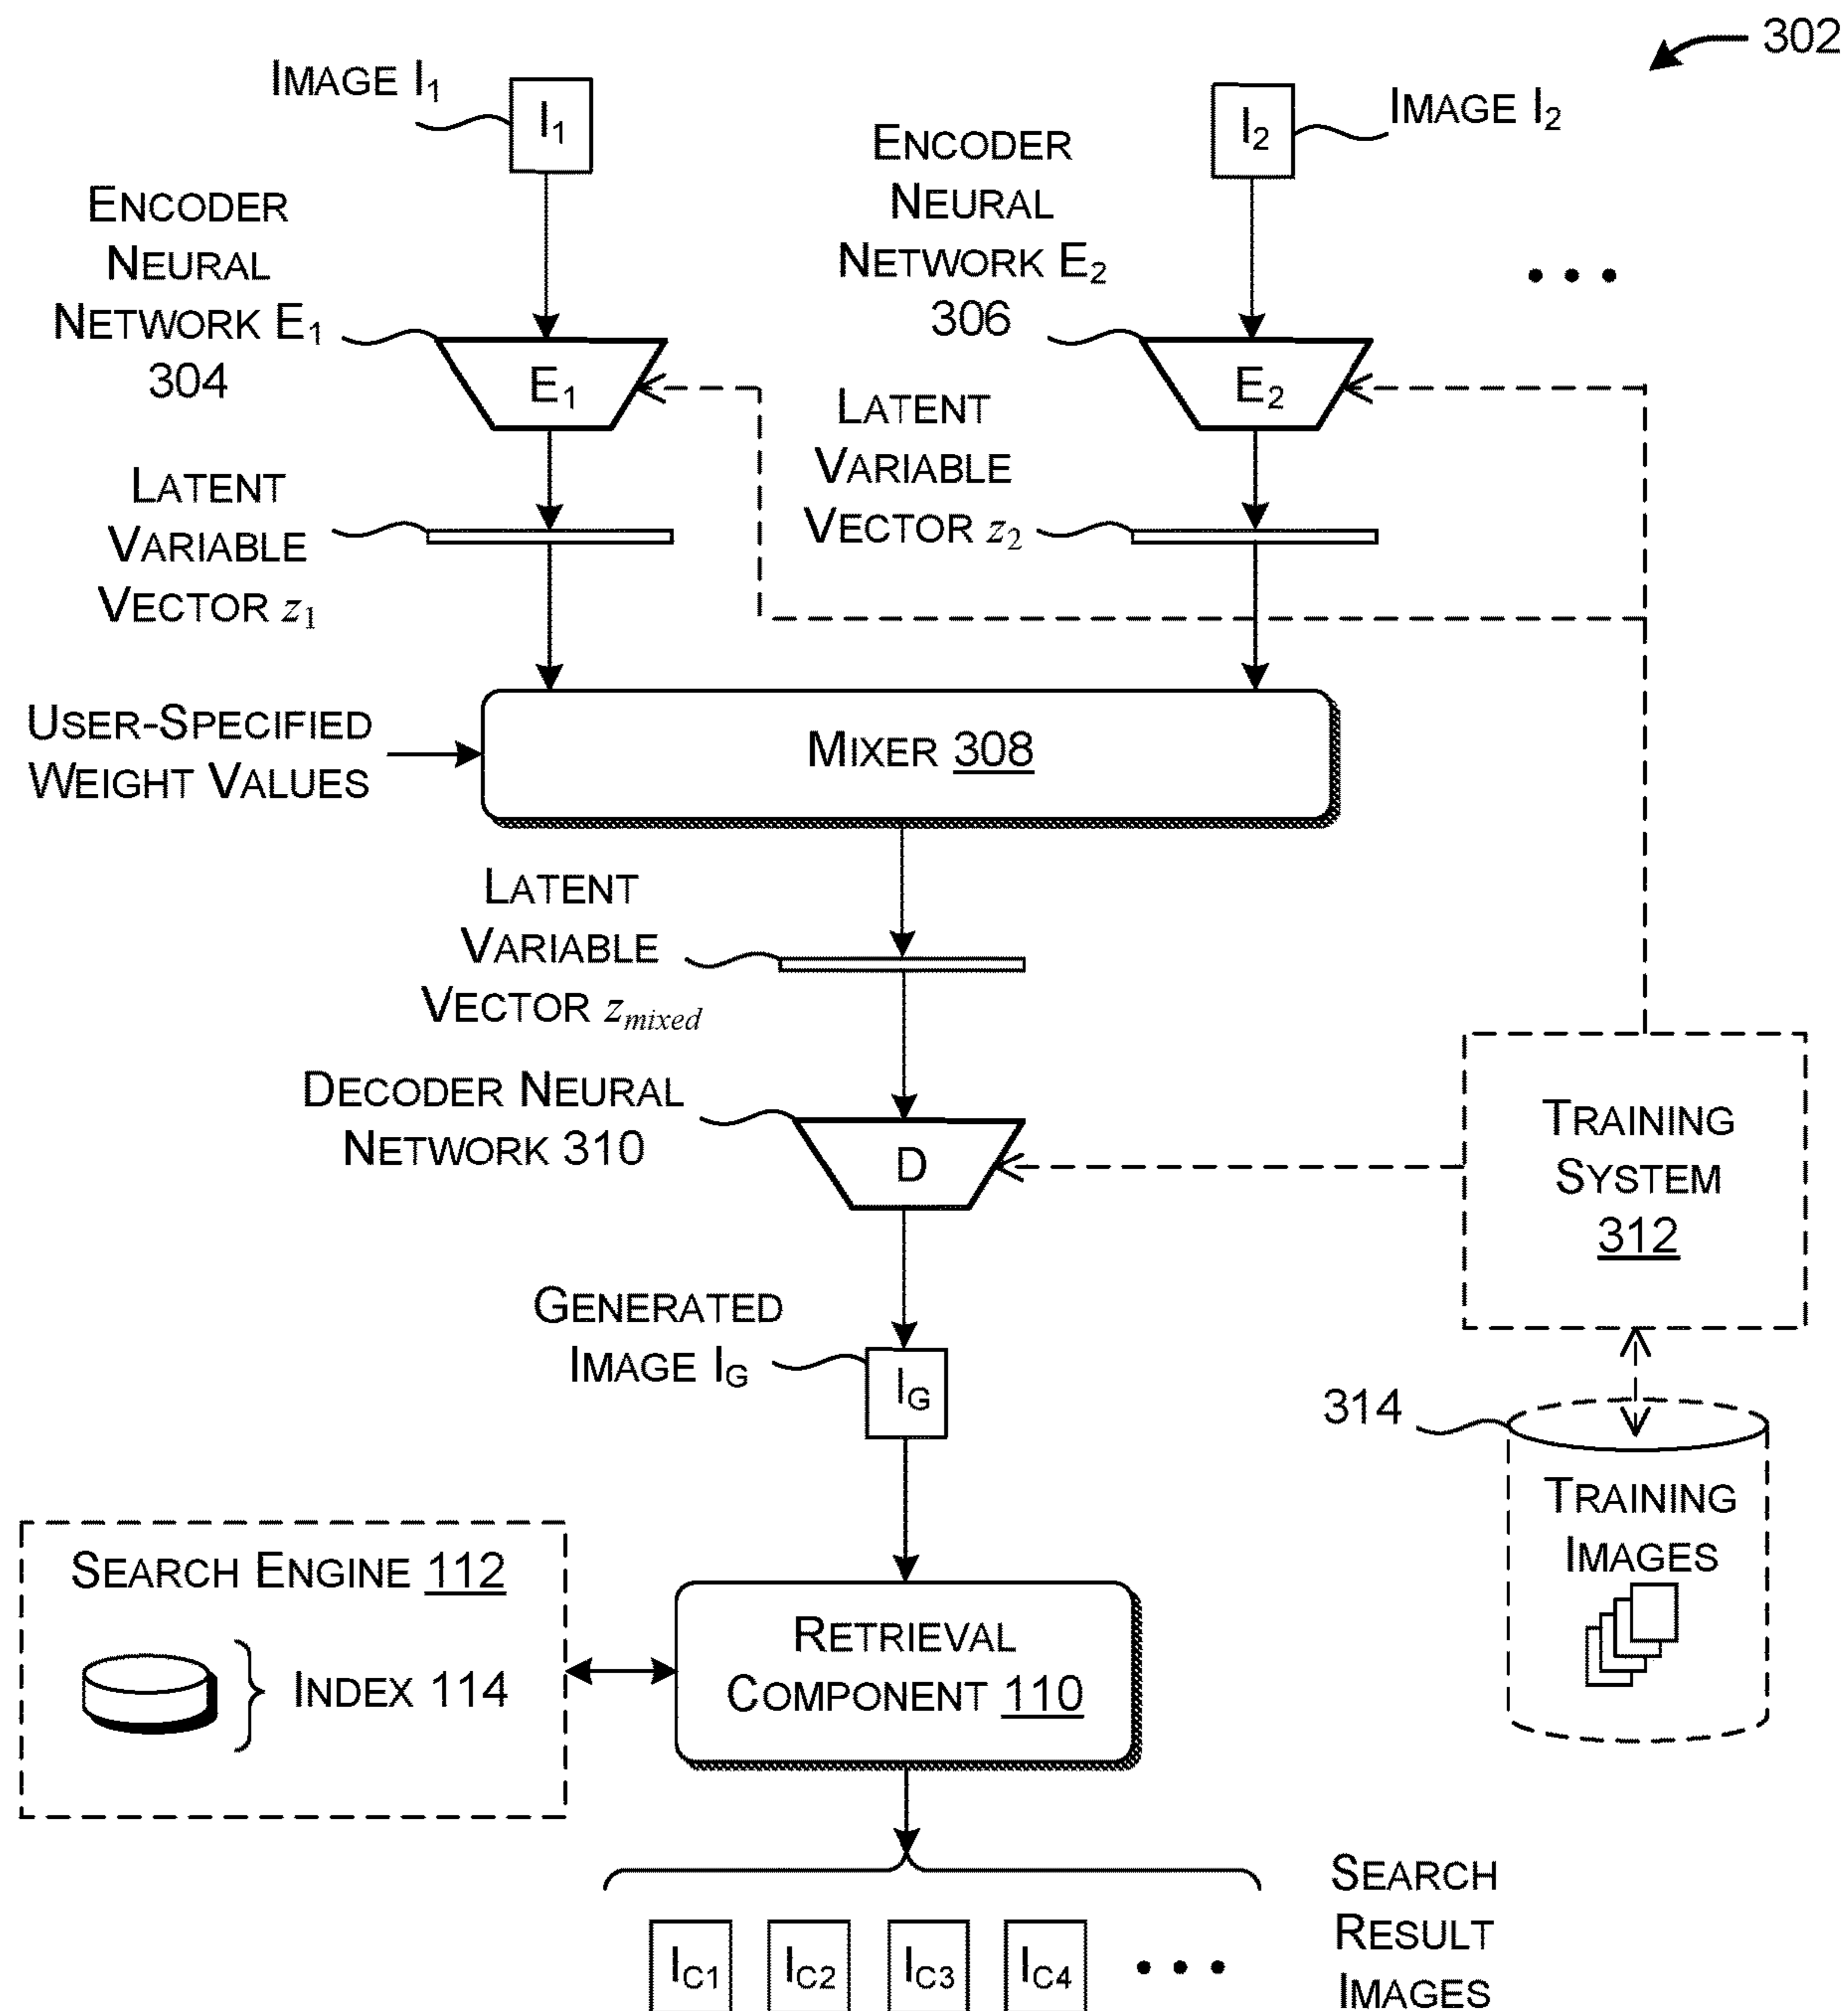 302
IMAGE I1
I1
I2
IMAGE I2
ENCODER
NEURAL
NETWORK E1
304
ENCODER
NEURAL
NETWORK E2
306
• • •
E1
E2
LATENT
VARIABLE
VECTOR z1
LATENT
VARIABLE
VECTOR z2
USER-SPECIFIED
WEIGHT VALUES
MIXER 308
LATENT
VARIABLE
VECTOR zmixed
DECODER NEURAL
NETWORK 310
D
TRAINING
SYSTEM
312
GENERATED
IMAGE IG
IG
314
TRAINING
IMAGES
SEARCH ENGINE 112
INDEX 114
RETRIEVAL
COMPONENT 110
IC1 IC2 IC3 IC4 • • •
SEARCH
RESULT
IMAGES